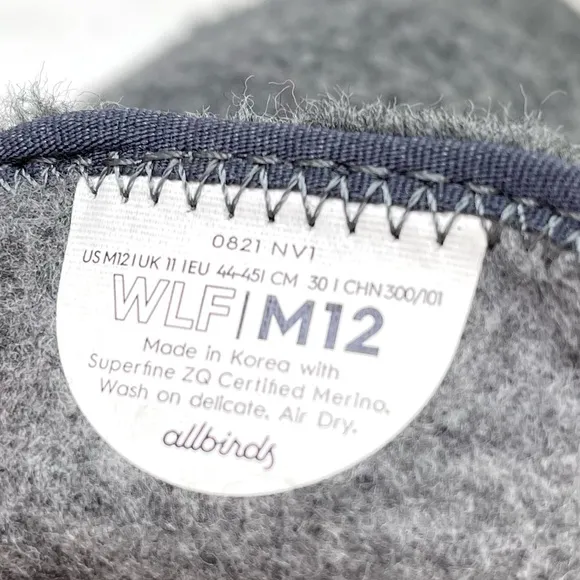 0821 NV1
US M12 | UK 11 | EU 44-45 | CM 30 | CHN 300/101
WLF | M12
Made in Korea with
Superfine ZQ Certified Merino.
Wash on delicate. Air Dry.
allbirds